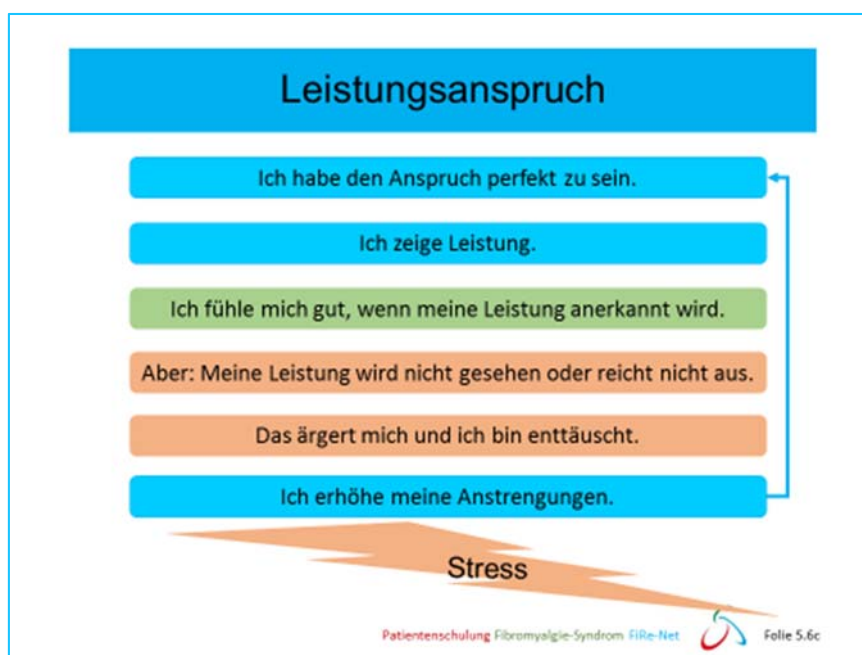 Leistungsanspruch
Ich habe den Anspruch perfekt zu sein.
Ich zeige Leistung.
Ich fühle mich gut, wenn meine Leistung anerkannt wird.
Aber: Meine Leistung wird nicht gesehen oder reicht nicht aus.
Das ärgert mich und ich bin enttäuscht.
Ich erhöhe meine Anstrengungen.
Stress
Patientenschulung Fibromyalgie-Syndrom FiRe-Net Folie 5.6c